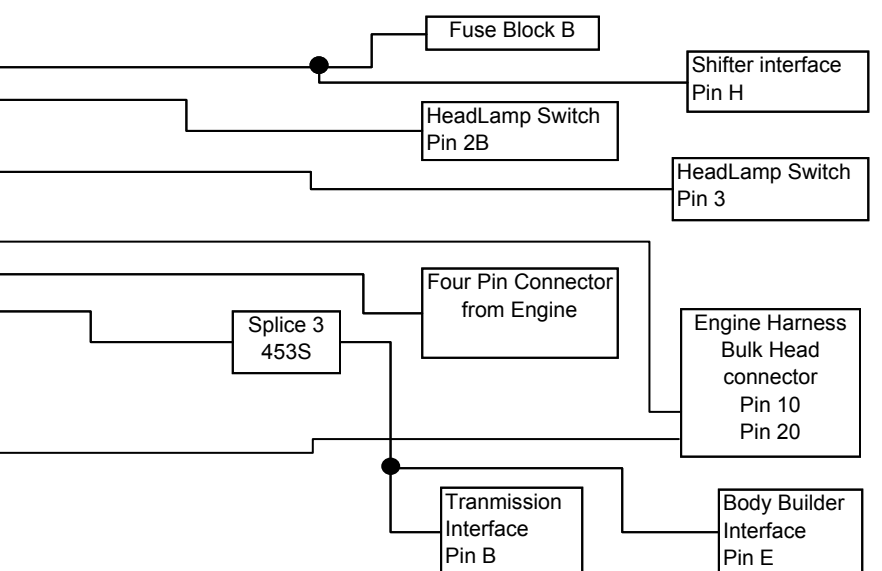 Fuse Block B
Shifter interface
Pin H
HeadLamp Switch
Pin 2B
HeadLamp Switch
Pin 3
Four Pin Connector
from Engine
Splice 3
453S
Engine Harness
Bulk Head
connector
Pin 10
Pin 20
Tranmission
Interface
Pin B
Body Builder
Interface
Pin E